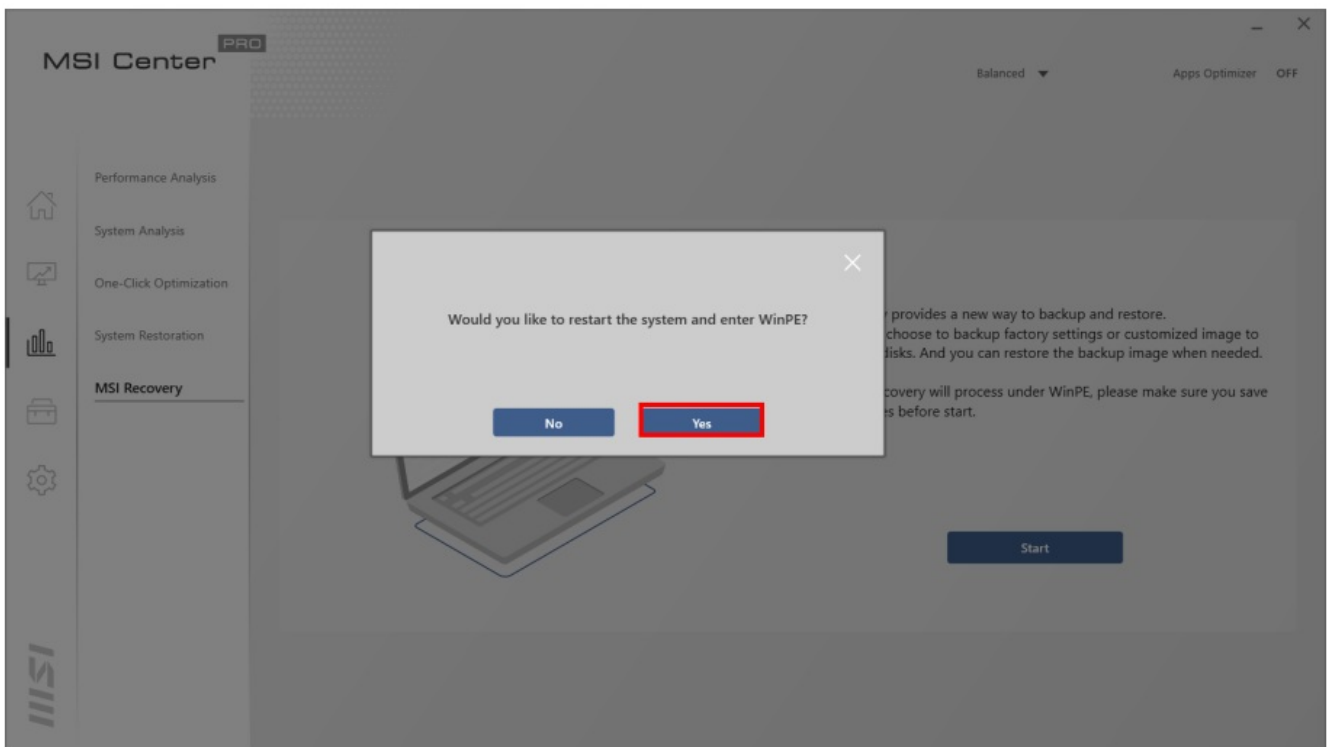 MSI Center PRO
Balanced
Apps Optimizer OFF
Performance Analysis
System Analysis
One-Click Optimization
System Restoration
MSI Recovery
Would you like to restart the system and enter WinPE?
No
Yes
provides a new way to backup and restore.
choose to backup factory settings or customized image to
disks. And you can restore the backup image when needed.
covery will process under WinPE, please make sure you save
es before start.
Start
msi